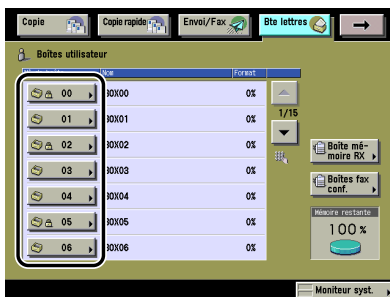 Copie
Copie rapide
Envoi/Fax
Bte lettres
Boîtes utilisateur
Nom
Format
00
BOX00
0%
01
BOX01
0%
1/15
02
BOX02
0%
Boîte mé-
moire RX
03
BOX03
0%
Boîtes fax
conf.
04
BOX04
0%
05
BOX05
0%
Mémoire restante
100%
06
BOX06
0%
Moniteur syst.